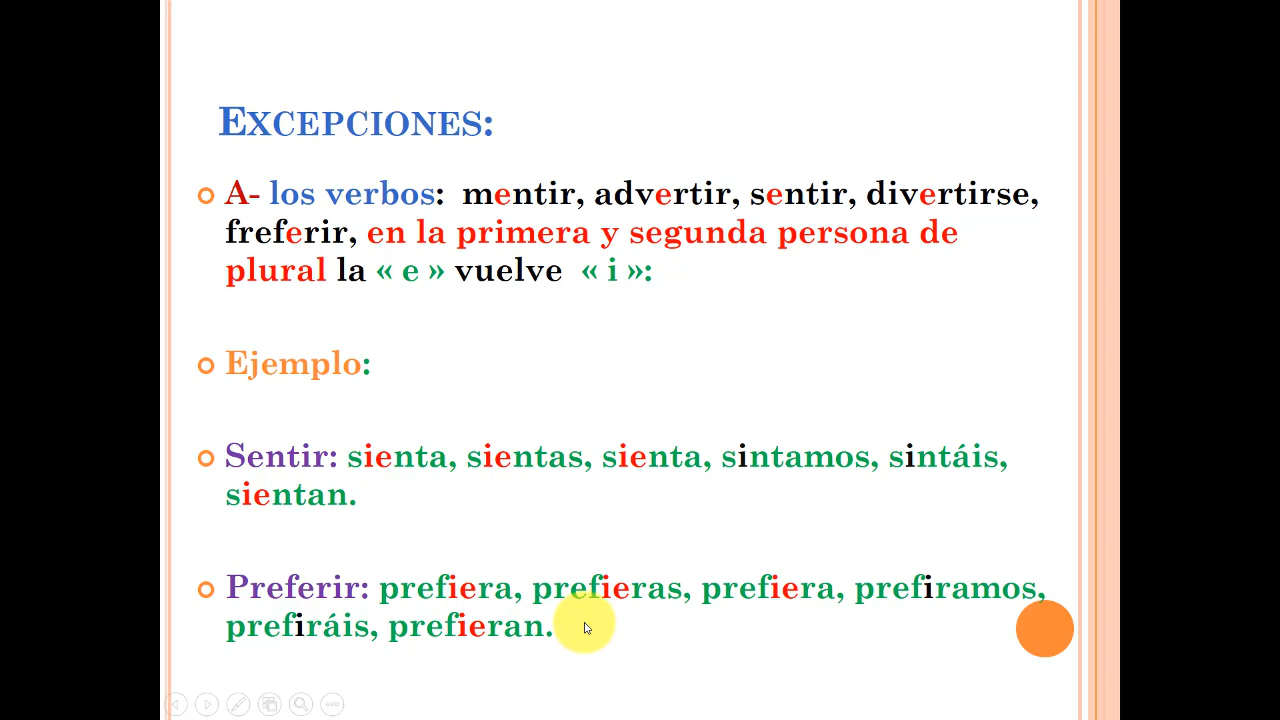 EXCEPCIONES:
A- los verbos:  mentir, advertir, sentir, divertirse,
freferir, en la primera y segunda persona de
plural la « e » vuelve  « i »:
Ejemplo:
Sentir: sienta, sientas, sienta, sintamos, sintáis,
sientan.
Preferir: prefiera, prefieras, prefiera, prefiramos,
prefiráis, prefieran.